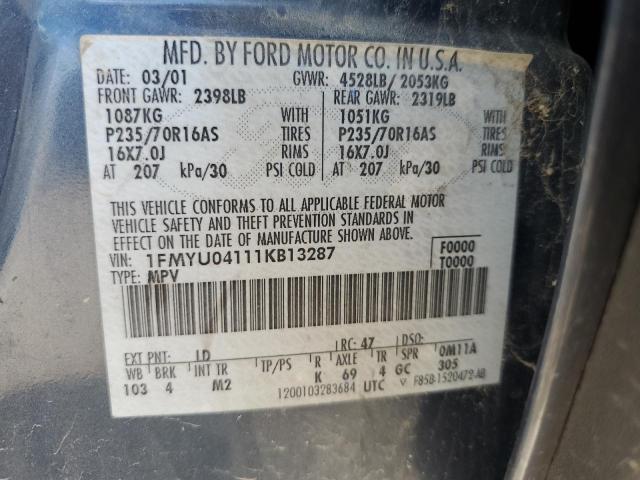 MFD. BY FORD MOTOR CO. IN U.S.A.
DATE: 03/01 GVWR: 4528LB/ 2053KG
FRONT GAWR: 2398LB REAR GAWR: 2319LB
1087KG WITH 1051KG WITH
P235/70R16AS TIRES P235/70R16AS TIRES
16X7.0J RIMS 16X7.0J RIMS
AT 207 kPa/30 PSI COLD AT 207 kPa/30 PSI COLD
THIS VEHICLE CONFORMS TO ALL APPLICABLE FEDERAL MOTOR
VEHICLE SAFETY AND THEFT PREVENTION STANDARDS IN
EFFECT ON THE DATE OF MANUFACTURE SHOWN ABOVE.
VIN: 1FMYU04111KB13287 F0000
TYPE: MPV T0000
EXT PNT: LD RC: 47 DSO:
WB BRK INT TR TP/PS R AXLE TR SPR 0M11A
103 4 M2 K 69 4 GC 305
1200103283684 UTC F85B-1520472-AB